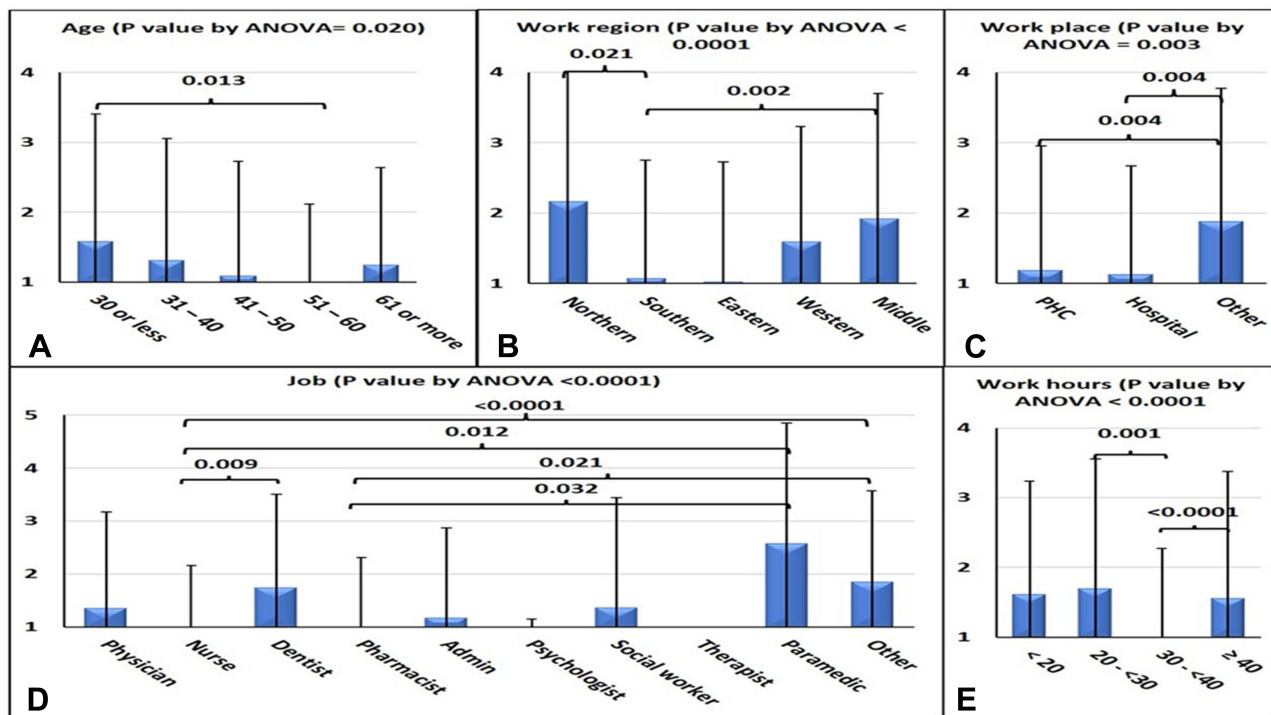 Age (P value by ANOVA= 0.020)
4
0.013
3
2
1
30 or less
31 – 40
41 – 50
51 – 60
61 or more
A
Work region (P value by ANOVA <
0.0001
0.021
4
0.002
3
2
1
Northern
Southern
Eastern
Western
Middle
B
Work place (P value by
ANOVA = 0.003
4
0.004
0.004
3
2
1
PHC
Hospital
Other
C
Job (P value by ANOVA <0.0001)
<0.0001
5
0.012
0.009
0.021
4
0.032
3
2
1
Physician
Nurse
Dentist
Pharmacist
Admin
Psychologist
Social worker
Therapist
Paramedic
Other
D
Work hours (P value by
ANOVA < 0.0001
4
0.001
3
<0.0001
2
1
< 20
20 - <30
30 - <40
≥ 40
E